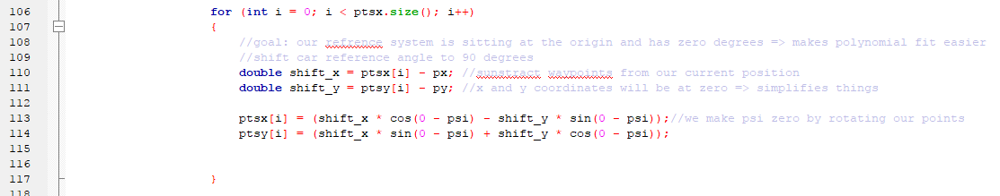 106 for (int i = 0; i < ptsx.size(); i++)
107 {
108 //goal: our refrence system is sitting at the origin and has zero degrees => makes polynomial fit easier
109 //shift car reference angle to 90 degrees
110 double shift_x = ptsx[i] - px; //sunstract waypoints from our current position
111 double shift_y = ptsy[i] - py; //x and y coordinates will be at zero => simplifies things
112
113 ptsx[i] = (shift_x * cos(0 - psi) - shift_y * sin(0 - psi));//we make psi zero by rotating our points
114 ptsy[i] = (shift_x * sin(0 - psi) + shift_y * cos(0 - psi));
115
116
117 }
118